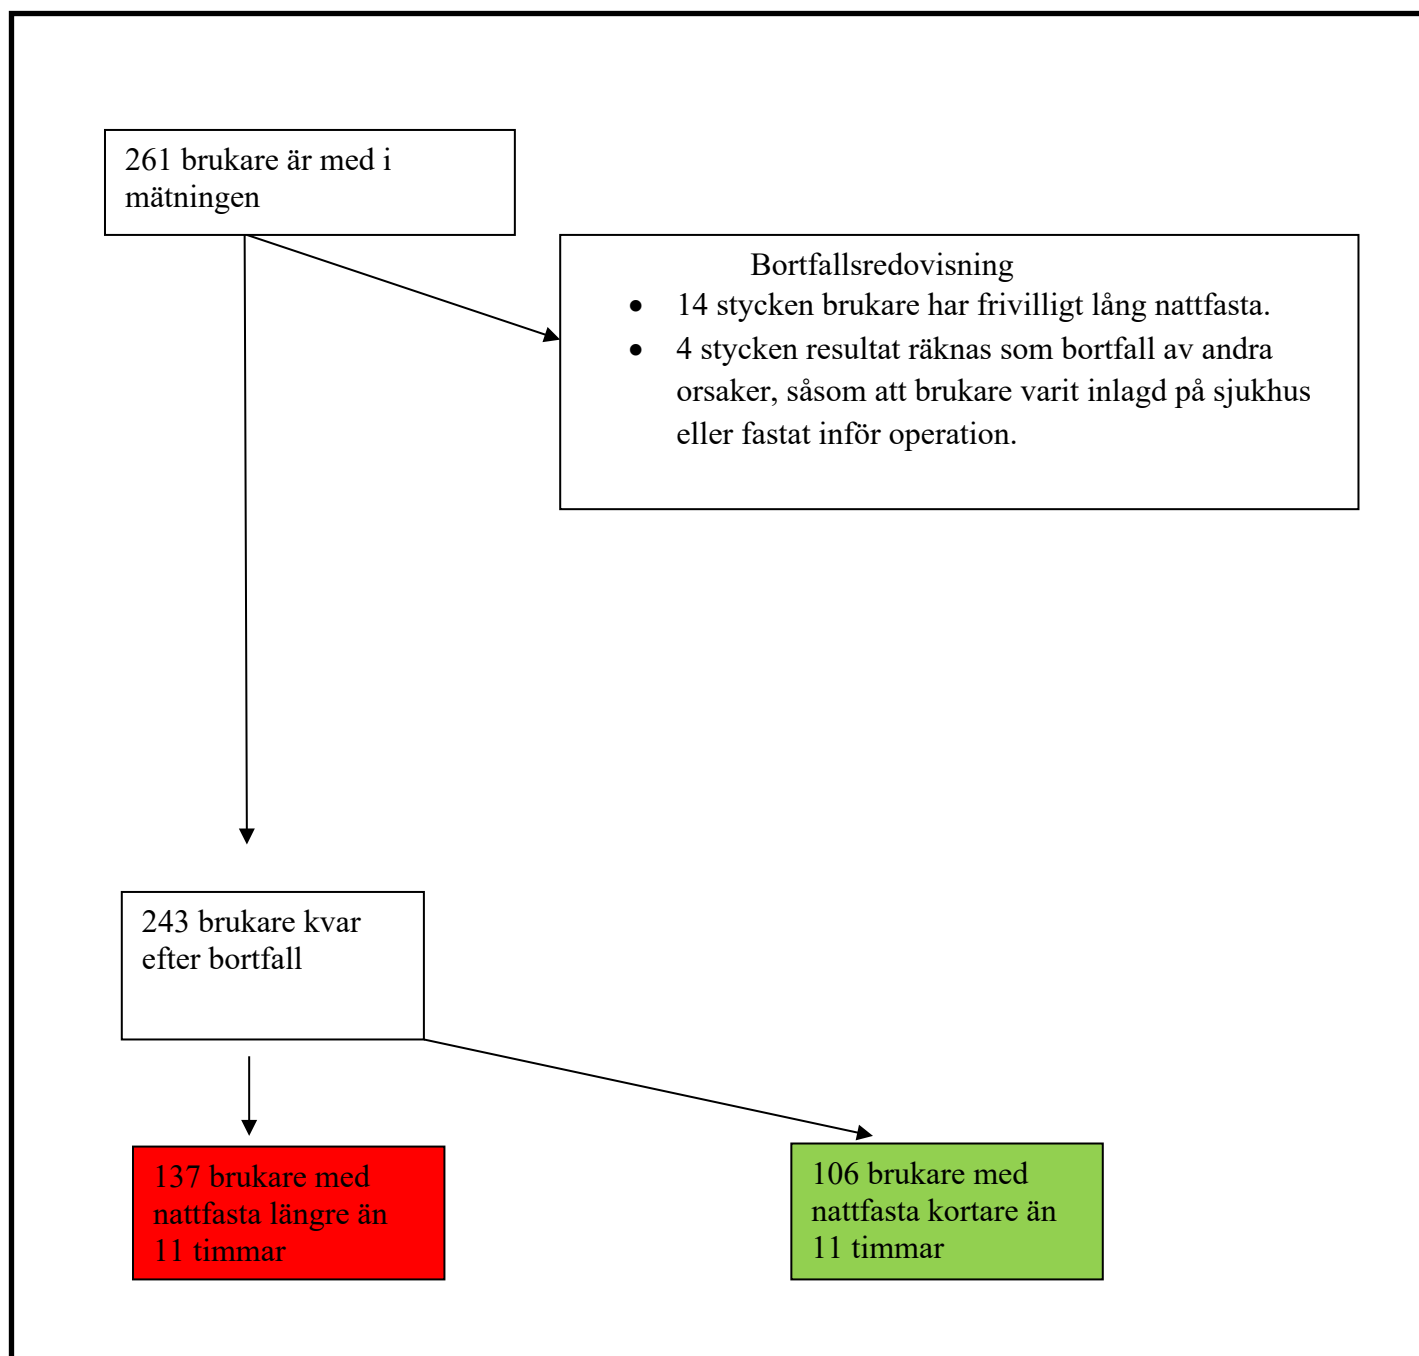 261 brukare är med i
mätningen
Bortfallsredovisning
• 14 stycken brukare har frivilligt lång nattfasta.
• 4 stycken resultat räknas som bortfall av andra
orsaker, såsom att brukare varit inlagd på sjukhus
eller fastat inför operation.
243 brukare kvar
efter bortfall
137 brukare med
nattfasta längre än
11 timmar
106 brukare med
nattfasta kortare än
11 timmar